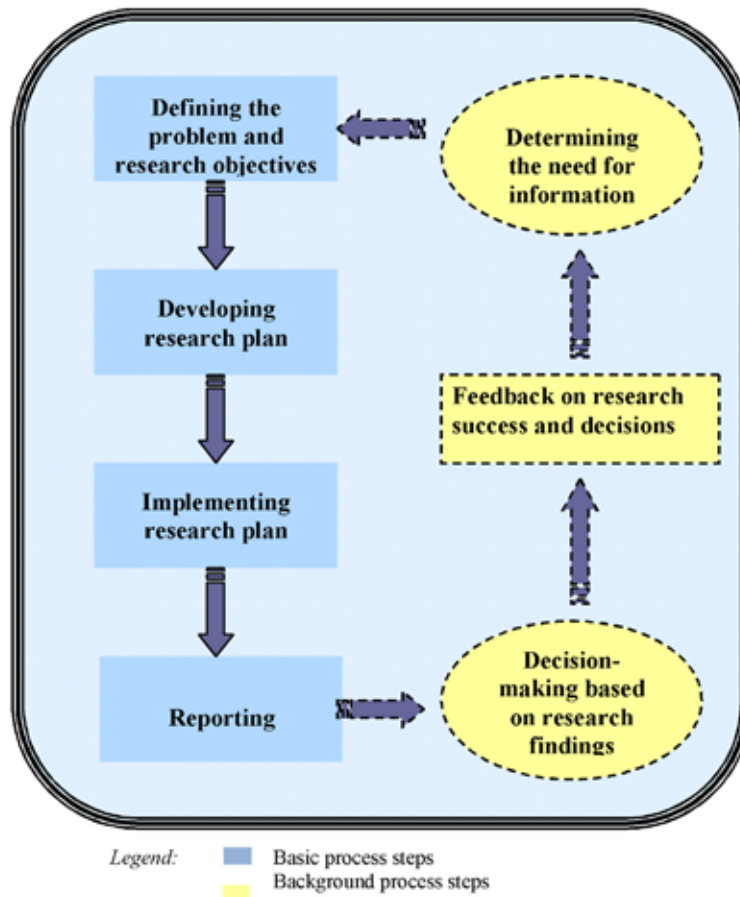 Defining the
problem and
research objectives
Determining
the need for
information
Developing
research plan
Feedback on research
success and decisions
Implementing
research plan
Reporting
Decision-
making based
on research
findings
Legend:
Basic process steps
Background process steps